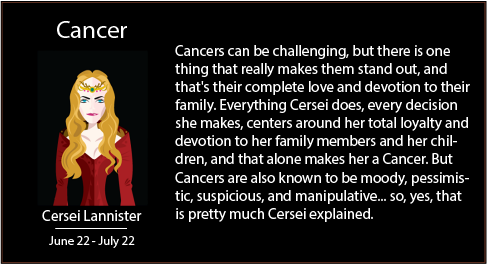 Cancer
Cancers can be challenging, but there is one
thing that really makes them stand out, and
that's their complete love and devotion to their
family. Everything Cersei does, every decision
she makes, centers around her total loyalty and
devotion to her family members and her chil-
dren, and that alone makes her a Cancer. But
Cancers are also known to be moody, pessimis-
tic, suspicious, and manipulative... so, yes, that
is pretty much Cersei explained.
Cersei Lannister
June 22 - July 22